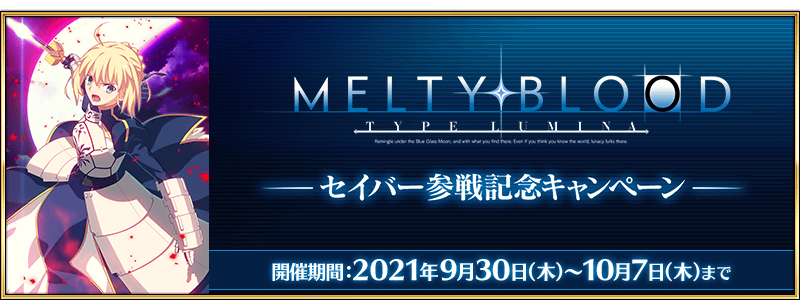 MELTY BLOOD
TYPE LUMINA
Remingle under the Blue Glass Moon, and with what you find there. Even if you think you know the world, lunacy lurks there.
セイバー参戦記念キャンペーン
開催期間:2021年9月30日(木)～10月7日(木)まで